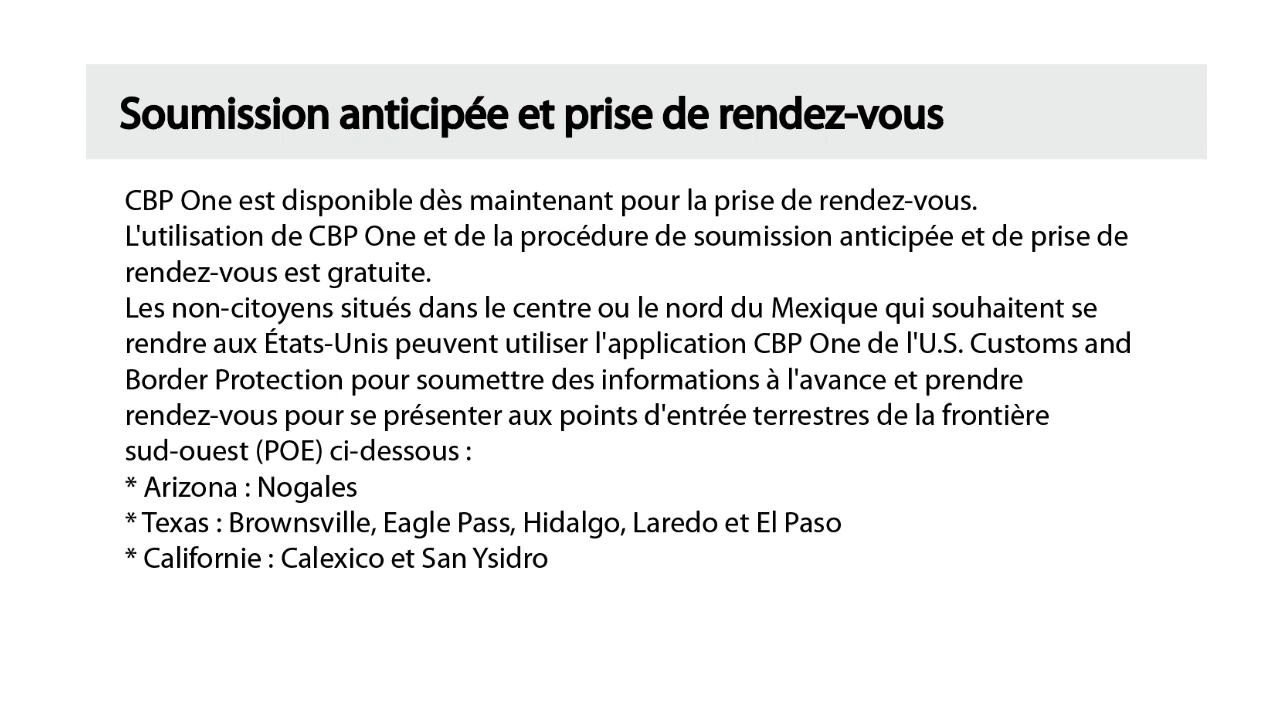 Soumission anticipée et prise de rendez-vous
CBP One est disponible dès maintenant pour la prise de rendez-vous.
L'utilisation de CBP One et de la procédure de soumission anticipée et de prise de
rendez-vous est gratuite.
Les non-citoyens situés dans le centre ou le nord du Mexique qui souhaitent se
rendre aux États-Unis peuvent utiliser l'application CBP One de l'U.S. Customs and
Border Protection pour soumettre des informations à l'avance et prendre
rendez-vous pour se présenter aux points d'entrée terrestres de la frontière
sud-ouest (POE) ci-dessous :
* Arizona : Nogales
* Texas : Brownsville, Eagle Pass, Hidalgo, Laredo et El Paso
* Californie : Calexico et San Ysidro